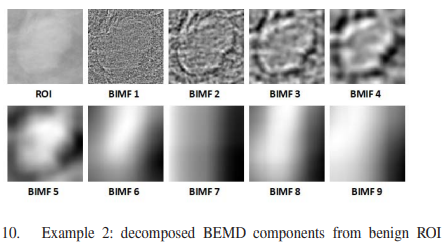 ROI BIMF 1 BIMF 2 BIMF 3 BMIF 4
BIMF 5 BIMF 6 BIMF 7 BIMF 8 BIMF 9
10. Example 2: decomposed BEMD components from benign ROI